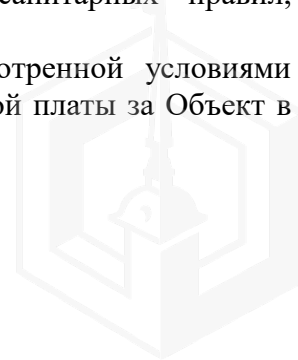 санитарных правил,
отренной условиями
ой платы за Объект в